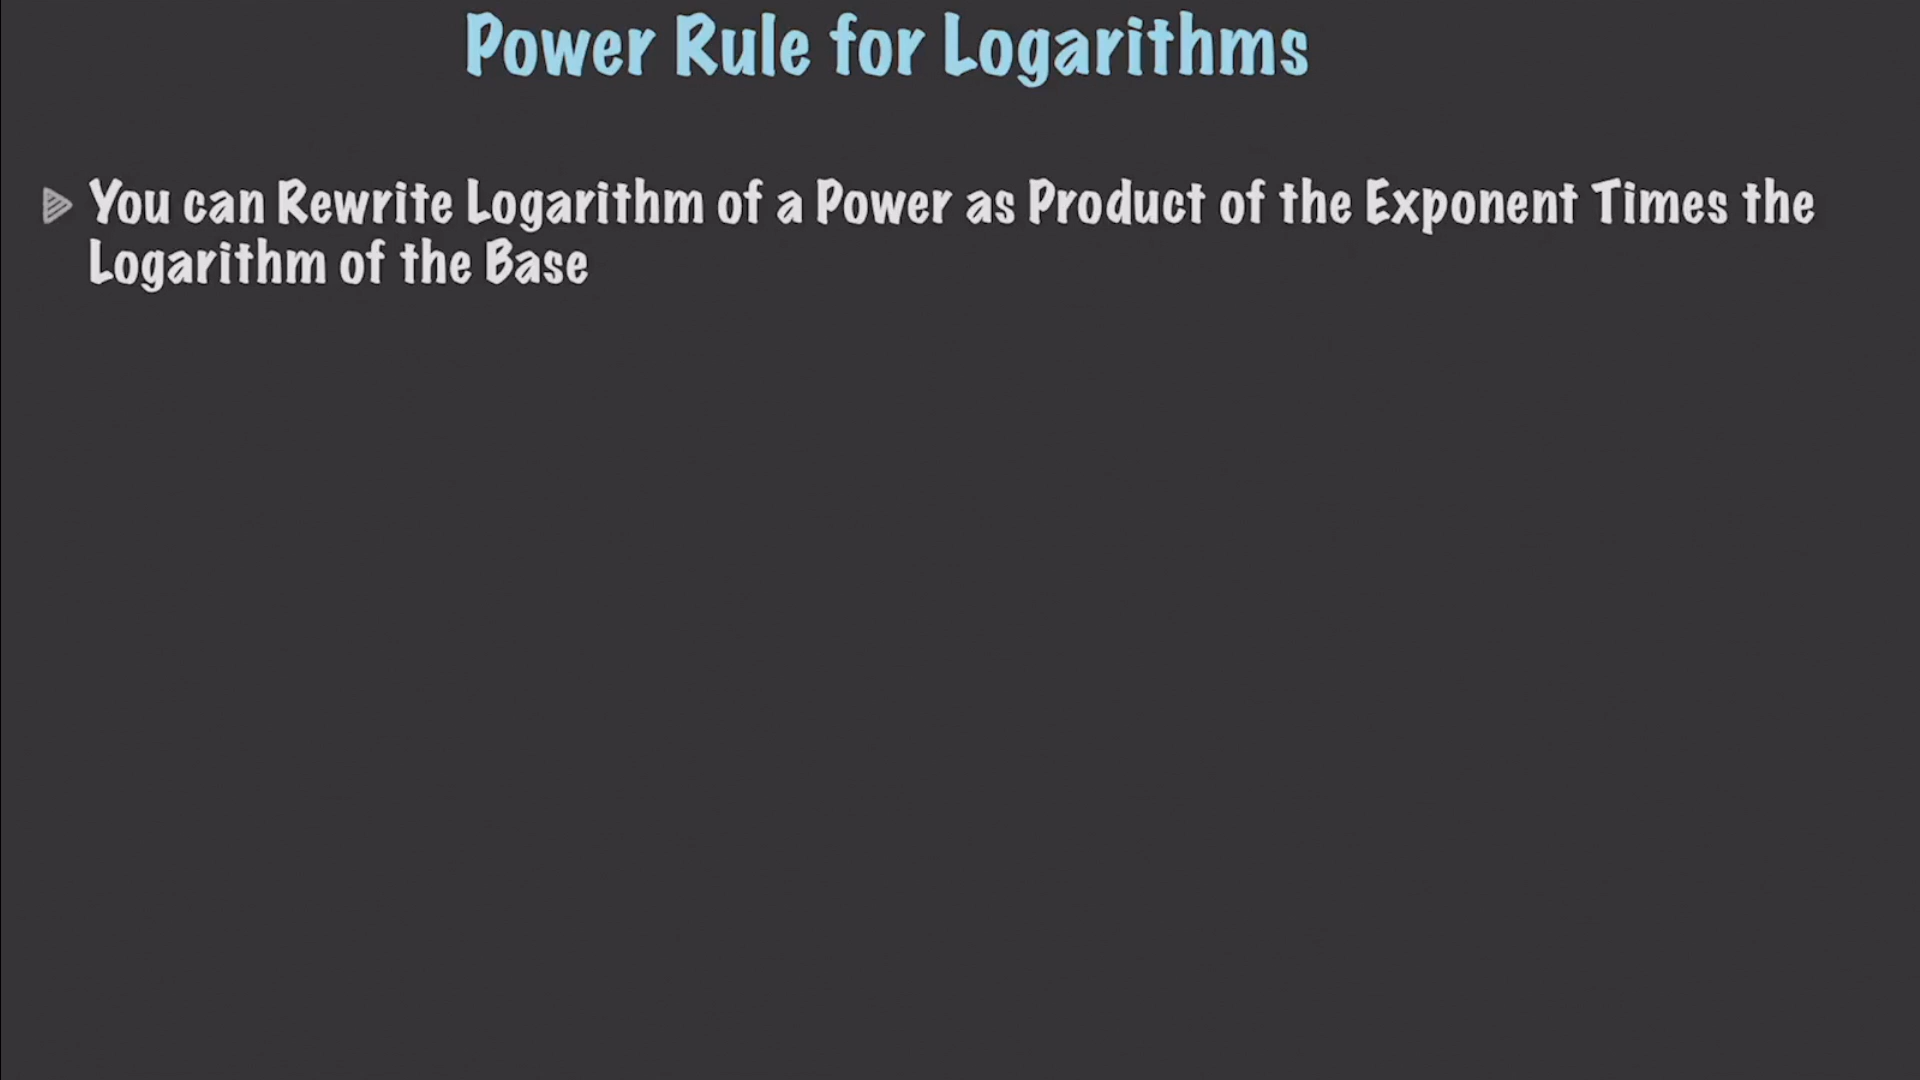 Power Rule for Logarithms
You can Rewrite Logarithm of a Power as Product of the Exponent Times the
Logarithm of the Base